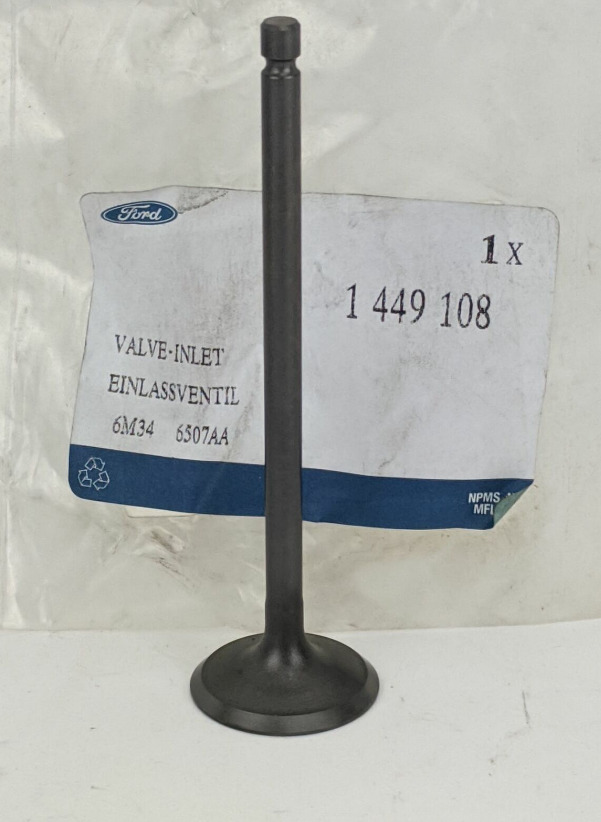 Ford
1 X
1 449 108
VALVE-INLET
EINLASSVENTIL
6M34 6507AA
NPMS
MFI